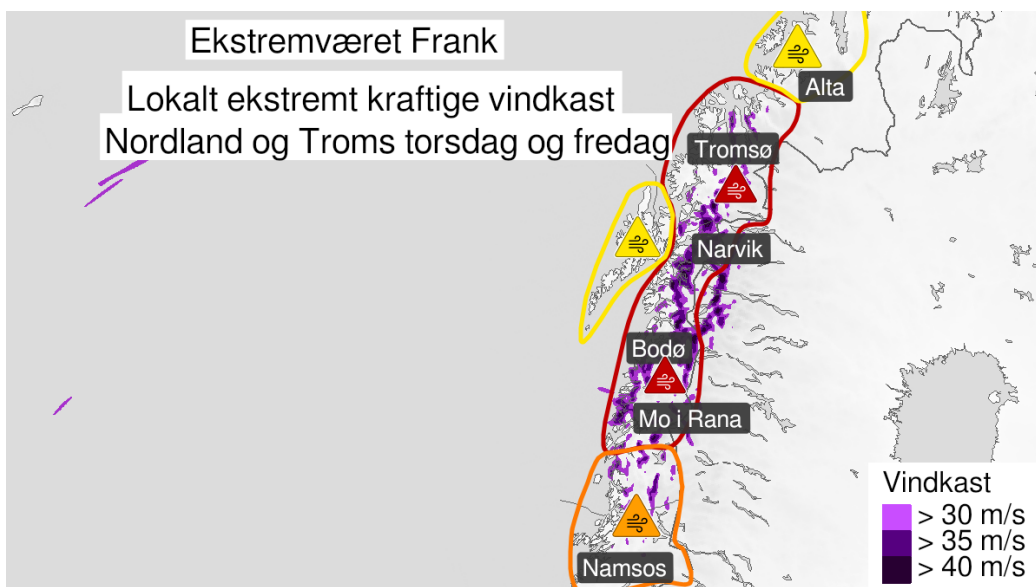 Ekstremværet Frank
Lokalt ekstremt kraftige vindkast
Nordland og Troms torsdag og fredag
Alta
Tromsø
Narvik
Bodø
Mo i Rana
Namsos
Vindkast
> 30 m/s
> 35 m/s
> 40 m/s